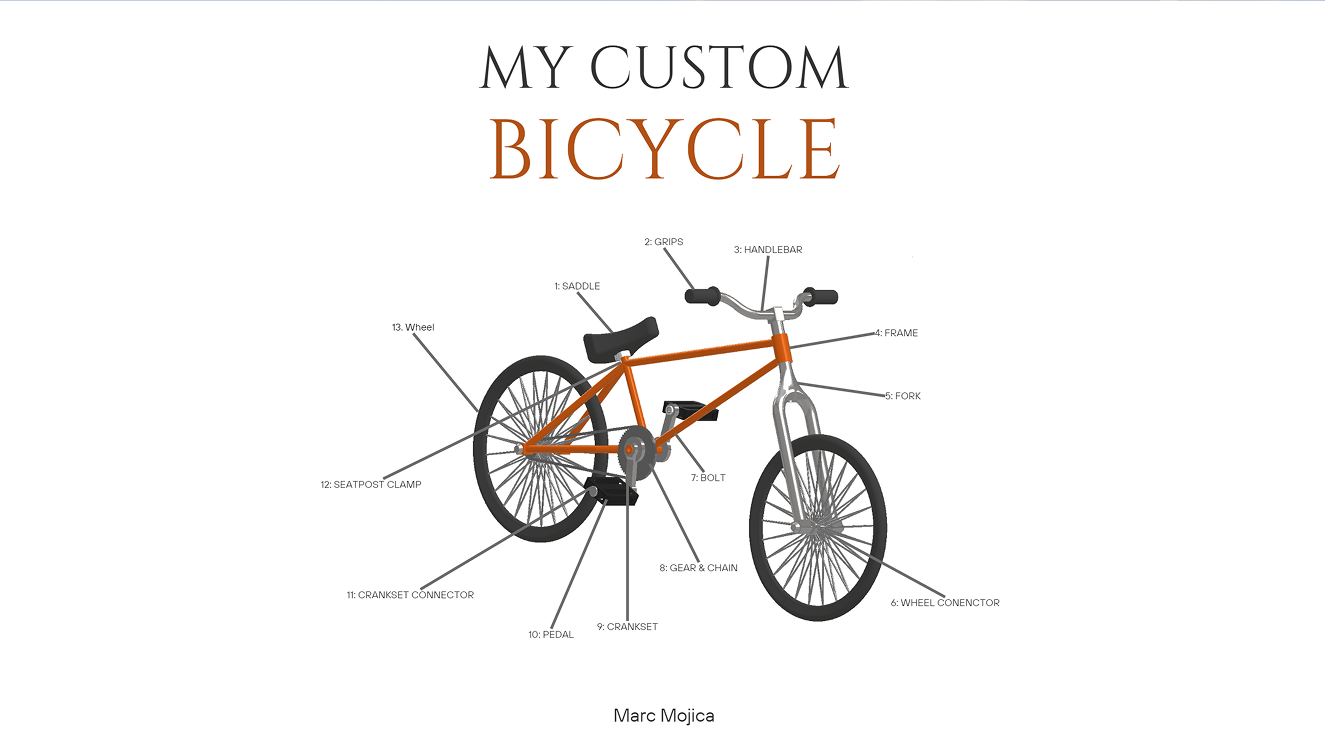 MY CUSTOM
BICYCLE
2: GRIPS
3: HANDLEBAR
1: SADDLE
13. Wheel
4: FRAME
5: FORK
12: SEATPOST CLAMP
7: BOLT
8: GEAR & CHAIN
11: CRANKSET CONNECTOR
6: WHEEL CONENCTOR
9: CRANKSET
10: PEDAL
Marc Mojica